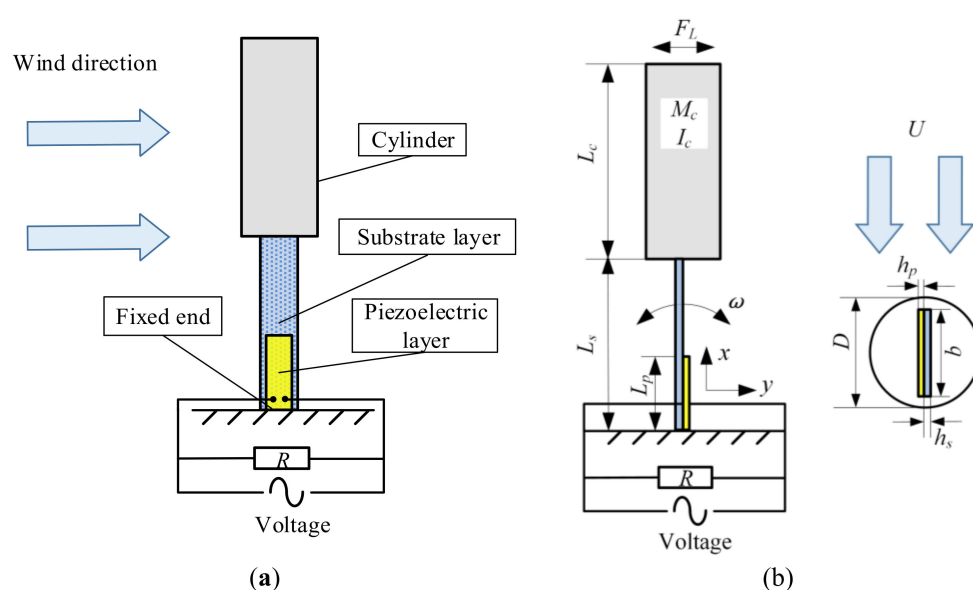 Wind direction
Cylinder
Substrate layer
Fixed end
Piezoelectric
layer
R
Voltage
(a)
F_L
M_c
I_c
L_c
U
L_s
ω
L_p
x
y
h_p
D
b
h_s
R
Voltage
(b)